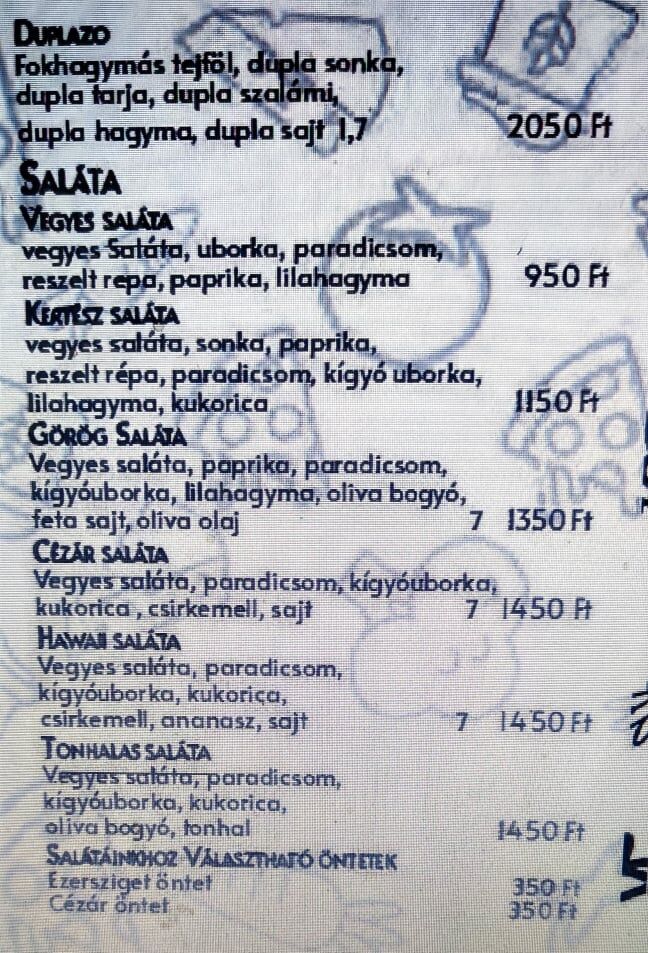 DUPLAZO
Fokhagymás tejföl, dupla sonka,
dupla tarja, dupla szalámi,
dupla hagyma, dupla sajt 1,7 2050 Ft
SALÁTA
VEGYES SALÁTA
vegyes Saláta, uborka, paradicsom,
reszelt repa, paprika, lilahagyma 950 Ft
KERTÉSZ SALÁTA
vegyes saláta, sonka, paprika,
reszelt répa, paradicsom, kígyó uborka,
lilahagyma, kukorica 1150 Ft
GÖRÖG SALÁTA
Vegyes saláta, paprika, paradicsom,
kígyóuborka, lilahagyma, oliva bogyó,
feta sajt, oliva olaj 7 1350 Ft
CÉZÁR SALÁTA
Vegyes saláta, paradicsom, kígyóuborka,
kukorica , csirkemell, sajt 7 1450 Ft
HAWAII SALÁTA
Vegyes saláta, paradicsom,
kígyóuborka, kukorica,
csirkemell, ananasz, sajt 7 1450 Ft
TONHALAS SALÁTA
Vegyes saláta, paradicsom,
kígyóuborka, kukorica,
oliva bogyó, tonhal 1450 Ft
SALÁTÁINKHOZ VÁLASZTHATÓ ÖNTETEK
Ezersziget öntet 350 Ft
Cézár öntet 350 Ft